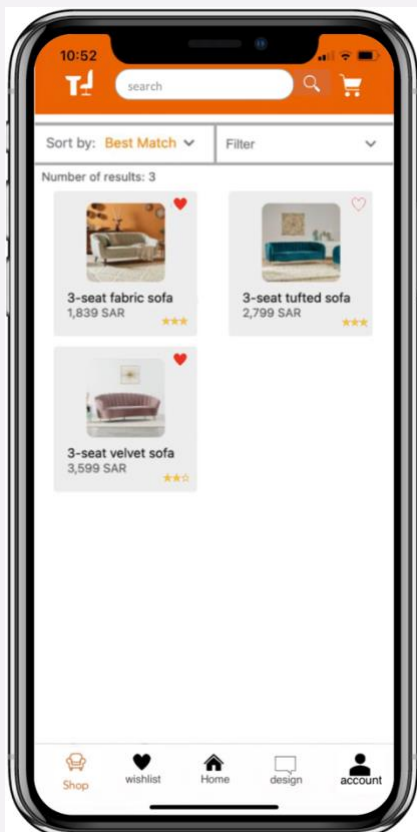 10:52
T
search
Sort by: Best Match
Filter
Number of results: 3
3-seat fabric sofa
1,839 SAR
3-seat tufted sofa
2,799 SAR
3-seat velvet sofa
3,599 SAR
Shop
wishlist
Home
design
account